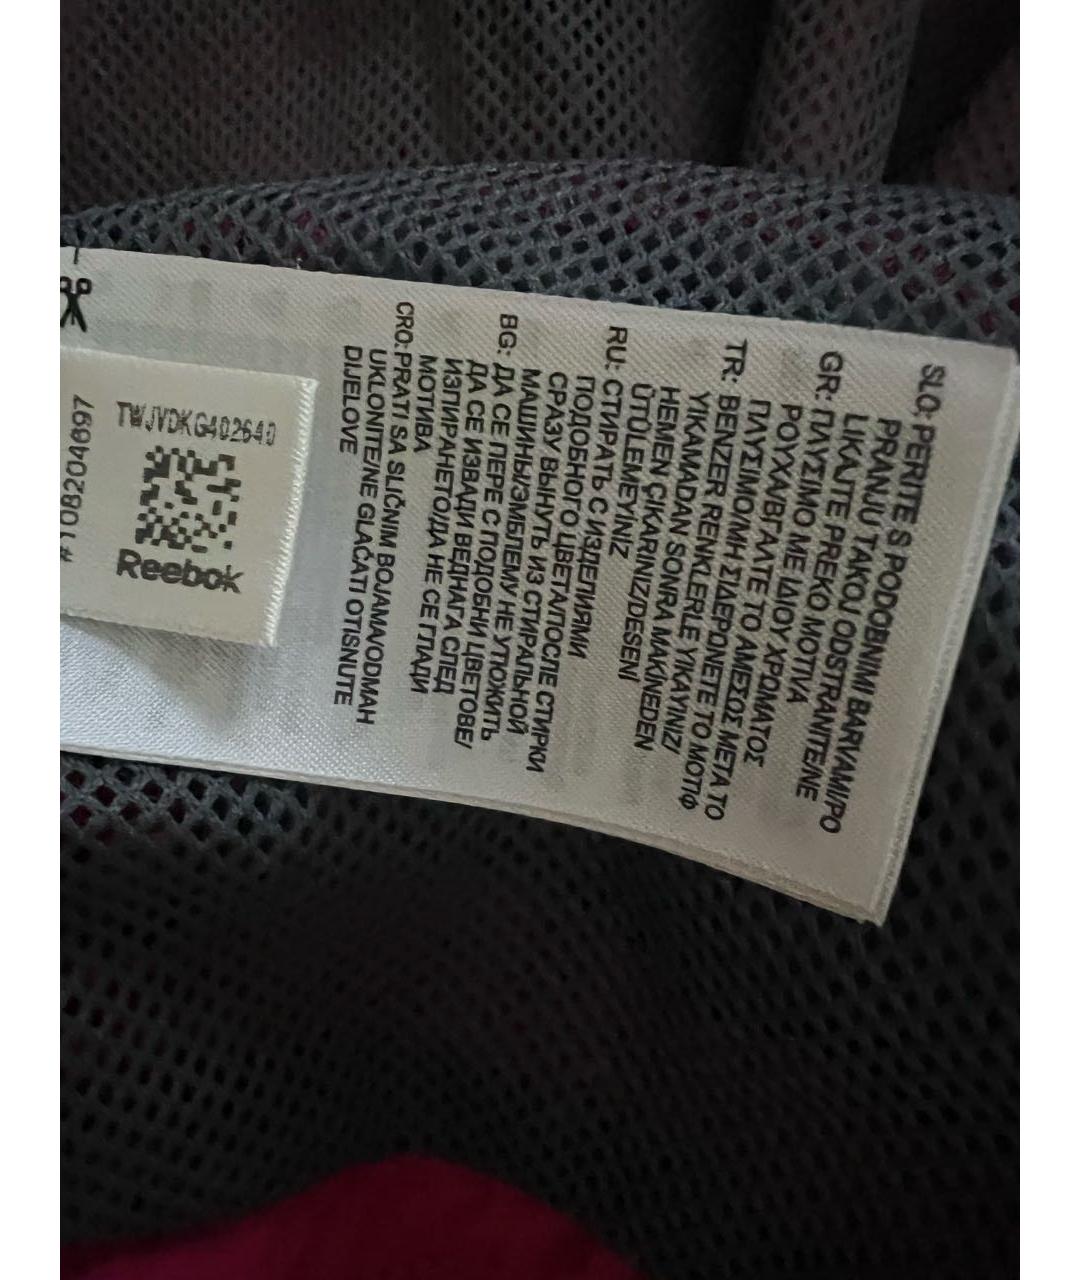 SLO: PERITE S PODOBNIMI BARVAMI/PO
PRANJU TAKOJ ODSTRANITE/NE
LIKAJTE PREKO MOTIVA
GR: ΠΛΥΣΙΜΟ ΜΕ ΙΔΙΟΥ ΧΡΩΜΑΤΟΣ
ΡΟΥΧΑ/ΒΓΑΛΤΕ ΤΟ ΑΜΕΣΩΣ ΜΕΤΑ ΤΟ
ΠΛΥΣΙΜΟ/ΜΗ ΣΙΔΕΡΩΝΕΤΕ ΤΟ ΜΟΤΙΦ
TR: BENZER RENKLERLE YIKAYINIZ/
YIKAMADAN SONRA MAKİNEDEN
HEMEN ÇIKARINIZ/DESENİ
ÜTÜLEMEYİNİZ
RU: СТИРАТЬ С ИЗДЕЛИЯМИ
ПОДОБНОГО ЦВЕТА/ПОСЛЕ СТИРКИ
СРАЗУ ВЫНУТЬ ИЗ СТИРАЛЬНОЙ
МАШИНЫ/ЭМБЛЕМУ НЕ УТЮЖИТЬ
BG: ДА СЕ ПЕРЕ С ПОДОБНИ ЦВЕТОВЕ/
ДА СЕ ИЗВАДИ ВЕДНАГА СЛЕД
ИЗПИРАНЕТО/ДА НЕ СЕ ГЛАДИ
МОТИВА
CRO: PRATI SA SLIČNIM BOJAMA/ODMAH
UKLONITE/NE GLAČATI OTISNUTE
DIJELOVE
TWJVDKG402640
Reebok
#1082040697